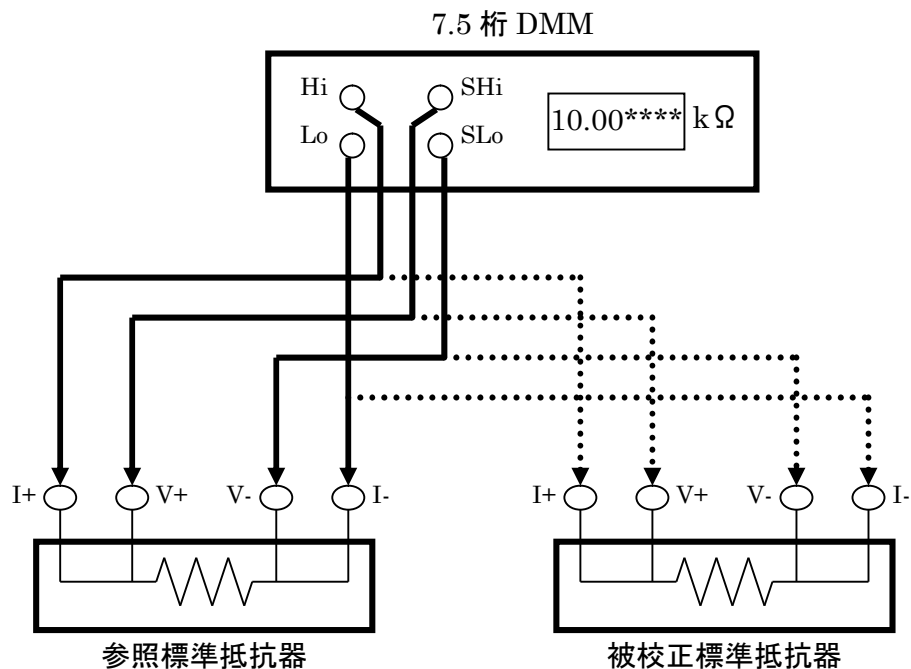 7.5 桁 DMM
Hi
SHi
Lo
SLo
10.00****
kΩ
I+
V+
V-
I-
I+
V+
V-
I-
参照標準抵抗器
被校正標準抵抗器